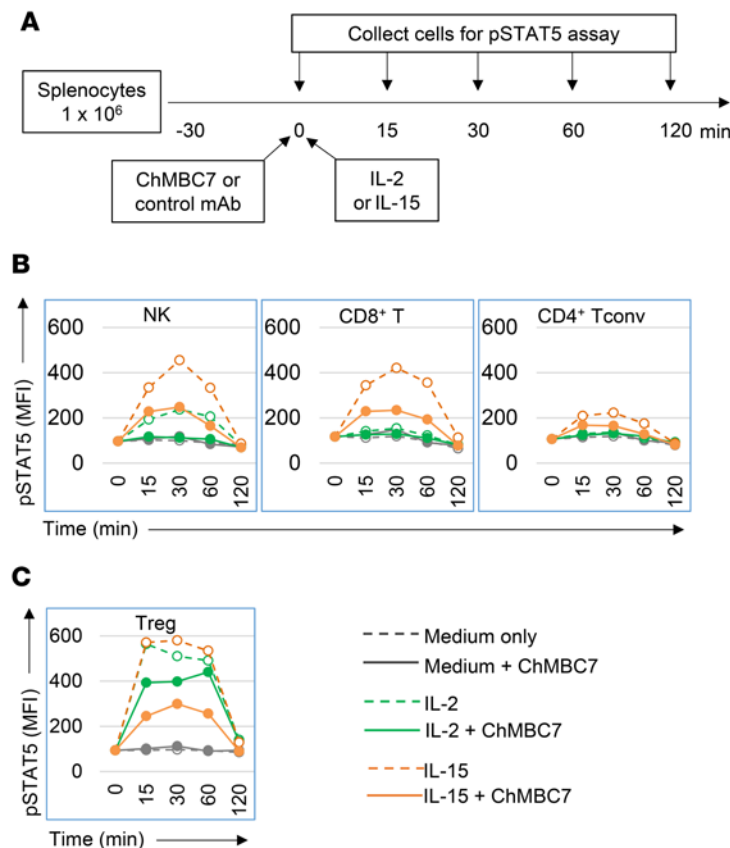 A
Collect cells for pSTAT5 assay
Splenocytes
1 x 10⁶
-30 0 15 30 60 120 min
ChMBC7 or
control mAb
IL-2
or IL-15
B
pSTAT5 (MFI)
NK
600
400
200
0
0 15 30 60 120
CD8⁺ T
600
400
200
0
0 15 30 60 120
CD4⁺ Tconv
600
400
200
0
0 15 30 60 120
Time (min)
C
pSTAT5 (MFI)
Treg
600
400
200
0
0 15 30 60 120
Time (min)
Medium only
Medium + ChMBC7
IL-2
IL-2 + ChMBC7
IL-15
IL-15 + ChMBC7